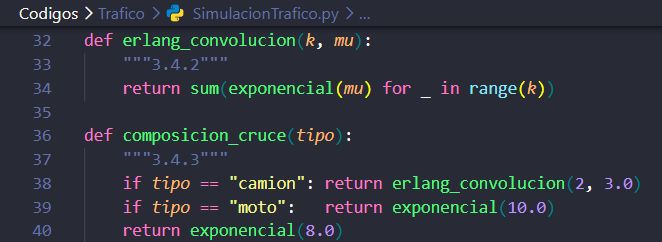 Codigos > Trafico > SimulacionTrafico.py > ...
32 def erlang_convolucion(k, mu):
33     """3.4.2"""
34     return sum(exponencial(mu) for _ in range(k))
35
36 def composicion_cruce(tipo):
37     """3.4.3"""
38     if tipo == "camion": return erlang_convolucion(2, 3.0)
39     if tipo == "moto":   return exponencial(10.0)
40     return exponencial(8.0)